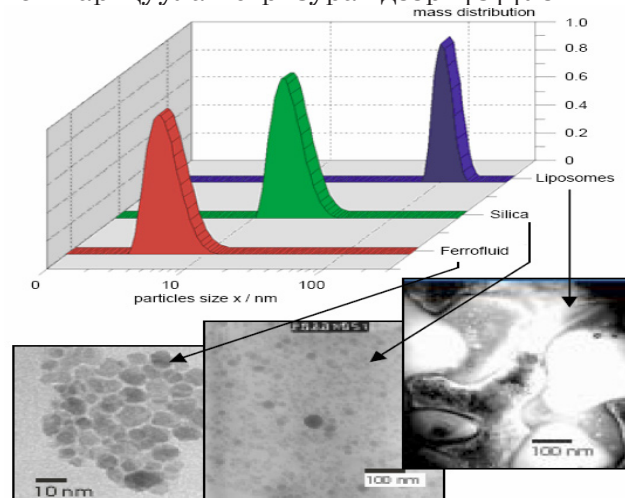 mass distribution
1.0
0.8
0.6
0.4
0.2
0
Liposomes
Silica
Ferrofluid
0
10
100
particles size x / nm
10 nm
100 nm
100 nm